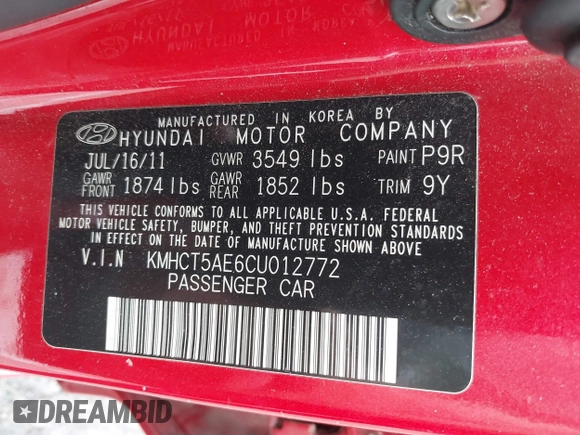 MANUFACTURED IN KOREA BY
HYUNDAI MOTOR COMPANY
JUL/16/11 GVWR 3549 lbs PAINT P9R
GAWR FRONT 1874 lbs GAWR REAR 1852 lbs TRIM 9Y
THIS VEHICLE CONFORMS TO ALL APPLICABLE U.S.A. FEDERAL
MOTOR VEHICLE SAFETY, BUMPER, AND THEFT PREVENTION STANDARDS
IN EFFECT ON THE DATE OF MANUFACTURE SHOWN ABOVE.
V.I.N KMHCT5AE6CU012772
PASSENGER CAR
DREAMBID